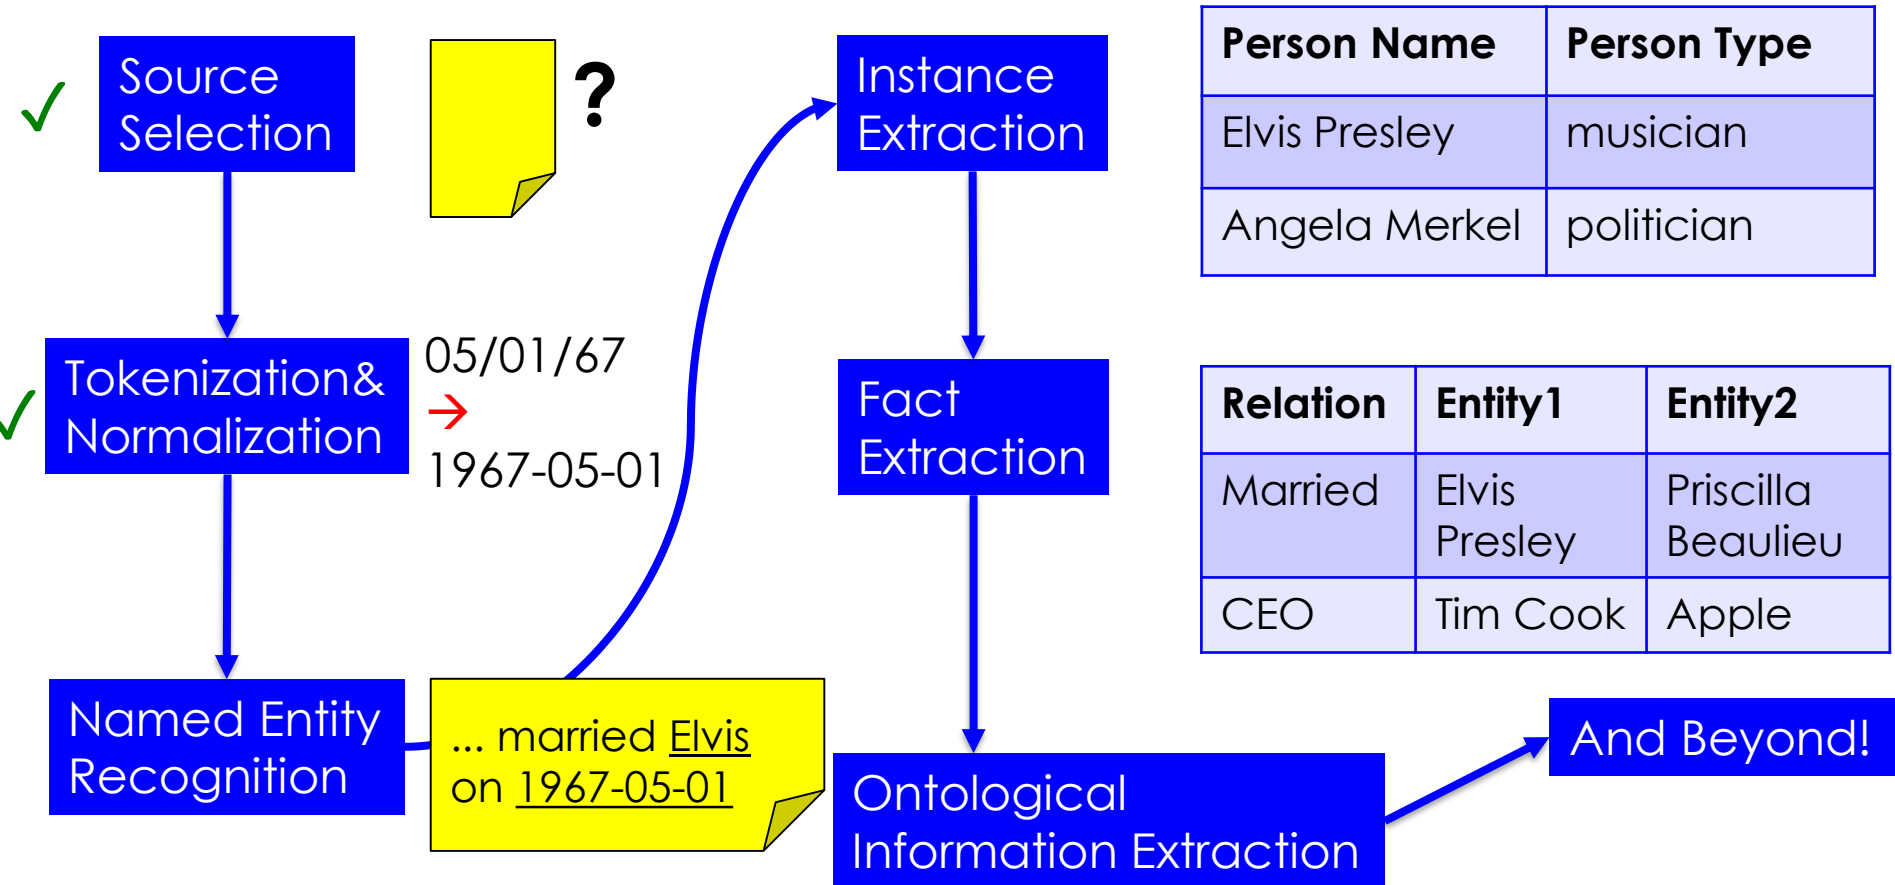 Source
Selection
?
Tokenization&
Normalization
05/01/67
→
1967-05-01
Named Entity
Recognition
... married Elvis
on 1967-05-01
Instance
Extraction
Person Name Person Type
Elvis Presley musician
Angela Merkel politician
Fact
Extraction
Relation Entity1 Entity2
Married Elvis Priscilla
Presley Beaulieu
CEO Tim Cook Apple
Ontological
Information Extraction
And Beyond!